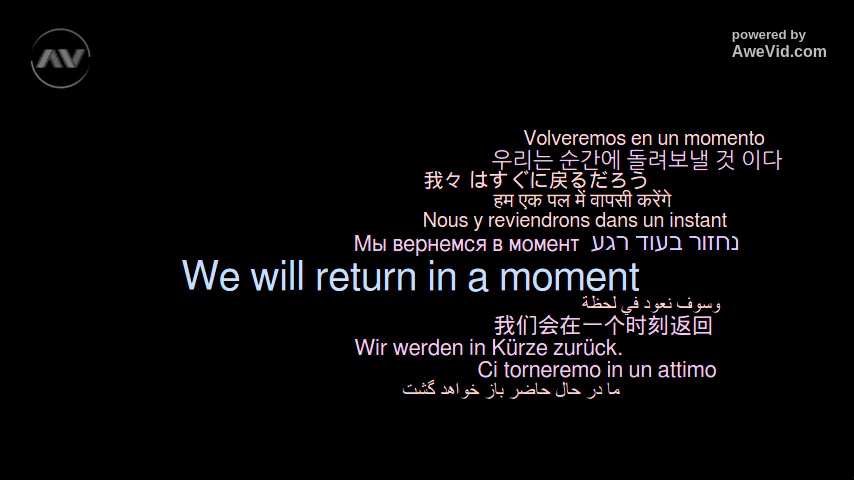 AV
powered by
AweVid.com
Volveremos en un momento
우리는 순간에 돌려보낼 것 이다
我々 はすぐに戻るだろう
हम एक पल में वापसी करेंगे
Nous y reviendrons dans un instant
Мы вернемся в момент נחזור בעוד רגע
We will return in a moment
وسوف نعود في لحظة
我们会在一个时刻返回
Wir werden in Kürze zurück.
Ci torneremo in un attimo
ما در حال حاضر باز خواهد گشت